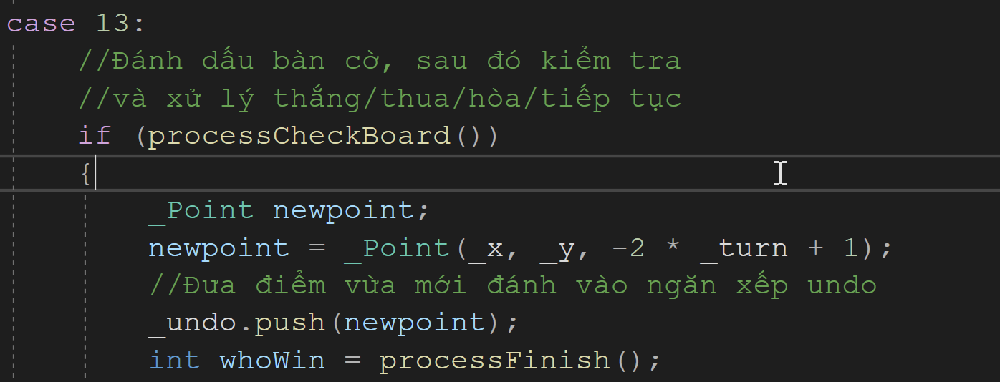 case 13:
//Đánh dấu bàn cờ, sau đó kiểm tra
//và xử lý thắng/thua/hòa/tiếp tục
if (processCheckBoard())
{
_Point newpoint;
newpoint = _Point(_x, _y, -2 * _turn + 1);
//Đưa điểm vừa mới đánh vào ngăn xếp undo
_undo.push(newpoint);
int whoWin = processFinish();